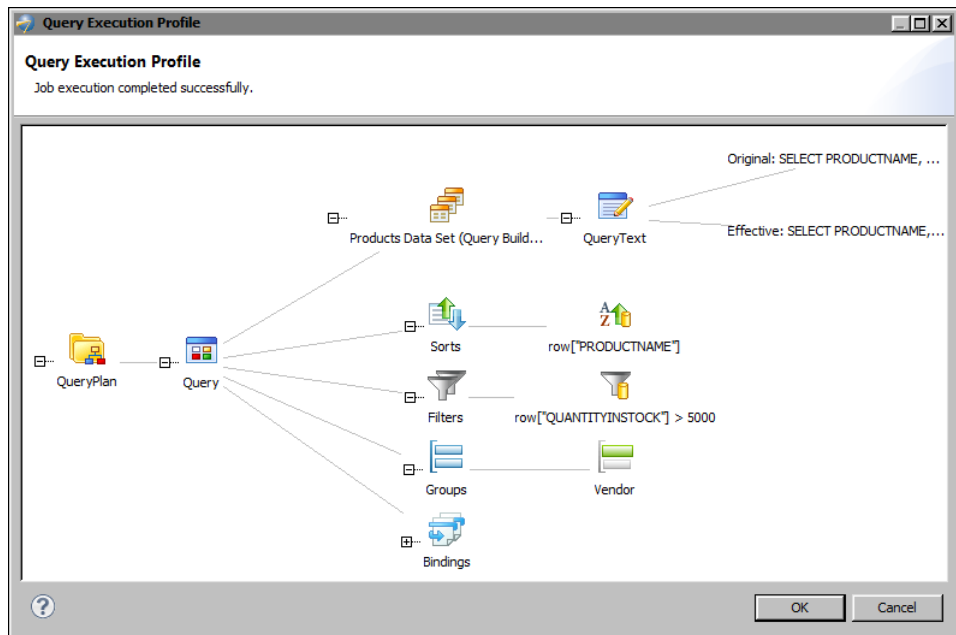 Query Execution Profile
Query Execution Profile
Job execution completed successfully.
Original: SELECT PRODUCTNAME, ...
Products Data Set (Query Build...
QueryText
Effective: SELECT PRODUCTNAME,...
Sorts
row["PRODUCTNAME"]
QueryPlan
Query
Filters
row["QUANTITYINSTOCK"] > 5000
Groups
Vendor
Bindings
?
OK
Cancel